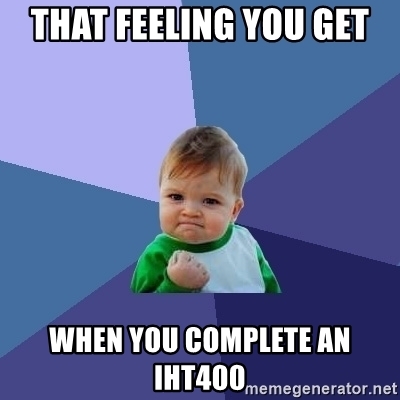 THAT FEELING YOU GET
WHEN YOU COMPLETE AN
IHT400
memegenerator.net